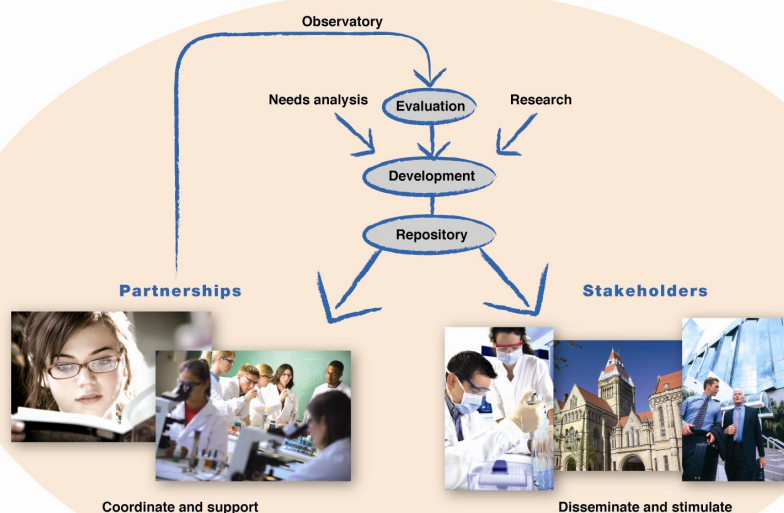 Observatory
Needs analysis
Evaluation
Research
Development
Repository
Partnerships
Stakeholders
Coordinate and support
Disseminate and stimulate